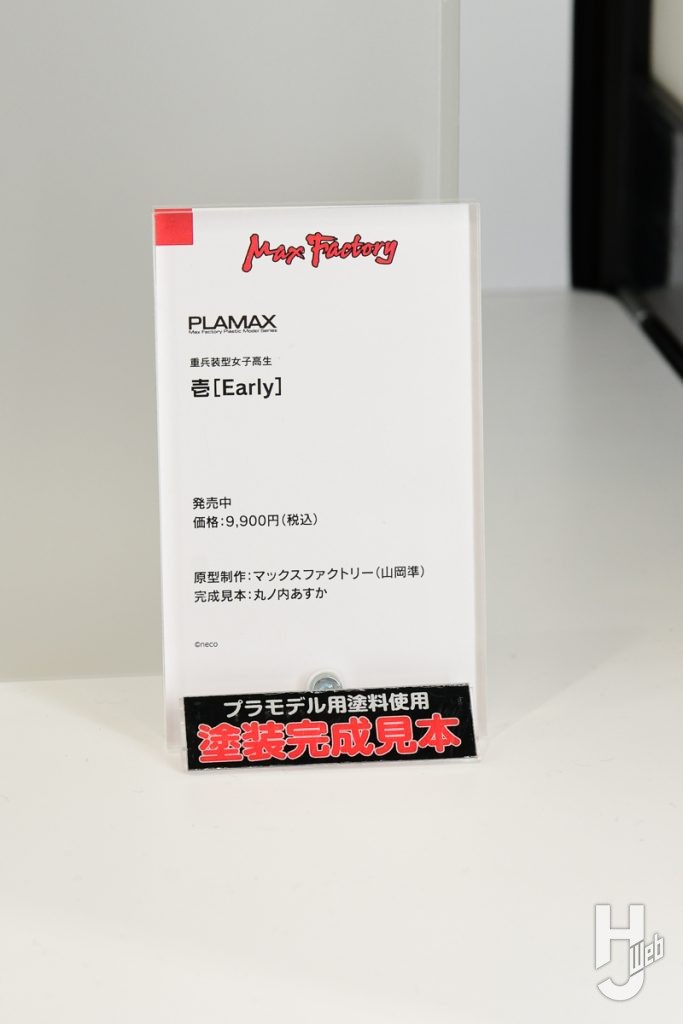 Max Factory
PLAMAX
Max Factory Plastic Model Series
重兵装型女子高生
壱[Early]
発売中
価格：9,900円（税込）
原型制作：マックスファクトリー（山岡準）
完成見本：丸ノ内あすか
©neco
プラモデル用塗料使用
塗装完成見本
HJ Web